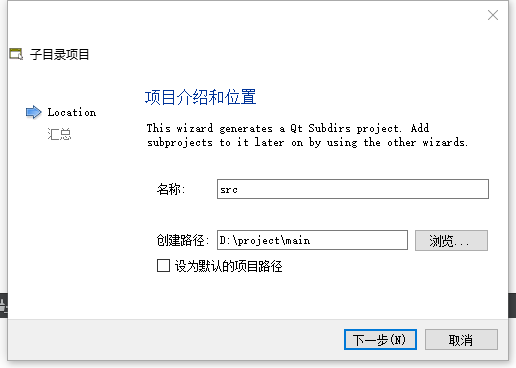 子目录项目
项目介绍和位置
Location
汇总
This wizard generates a Qt Subdirs project. Add
subprojects to it later on by using the other wizards.
名称:
src
创建路径:
D:\project\main
浏览...
设为默认的项目路径
下一步(N)
取消